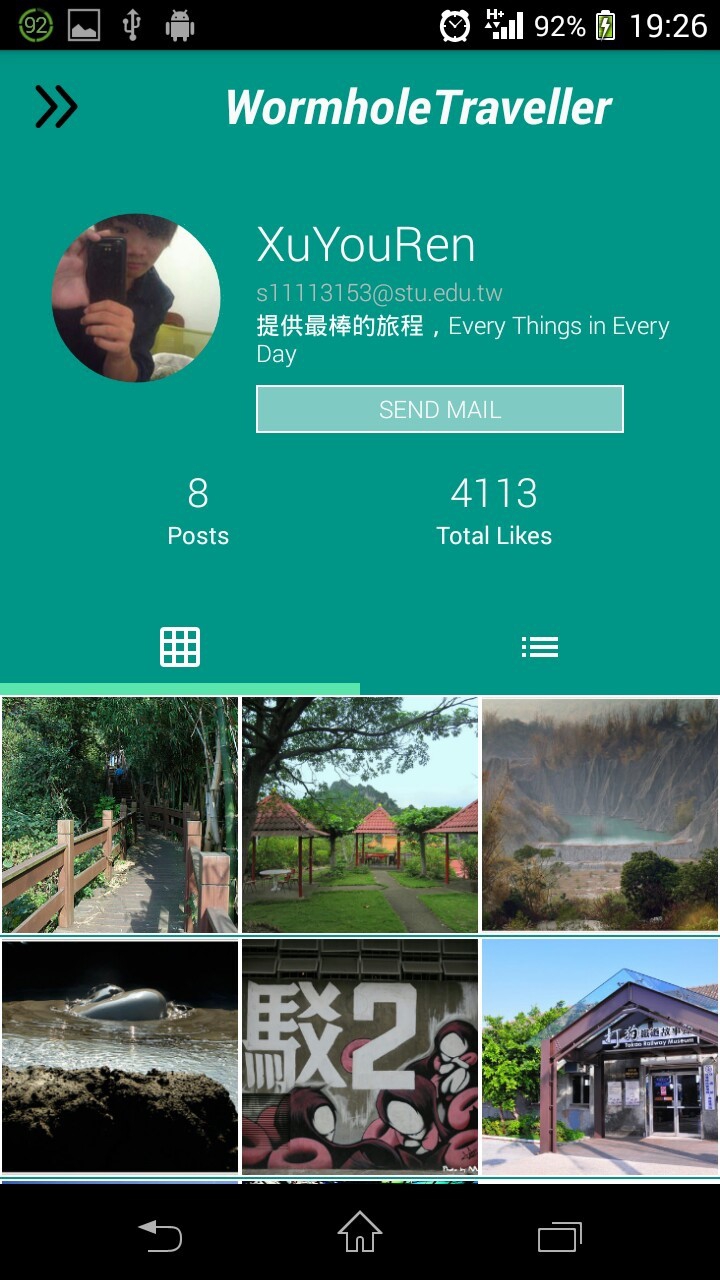 92
H+
92%
19:26
WormholeTraveller
XuYouRen
s11113153@stu.edu.tw
提供最棒的旅程，Every Things in Every
Day
SEND MAIL
8
4113
Posts
Total Likes
駁2
打狗鐵道故事館
Takao Railway Museum